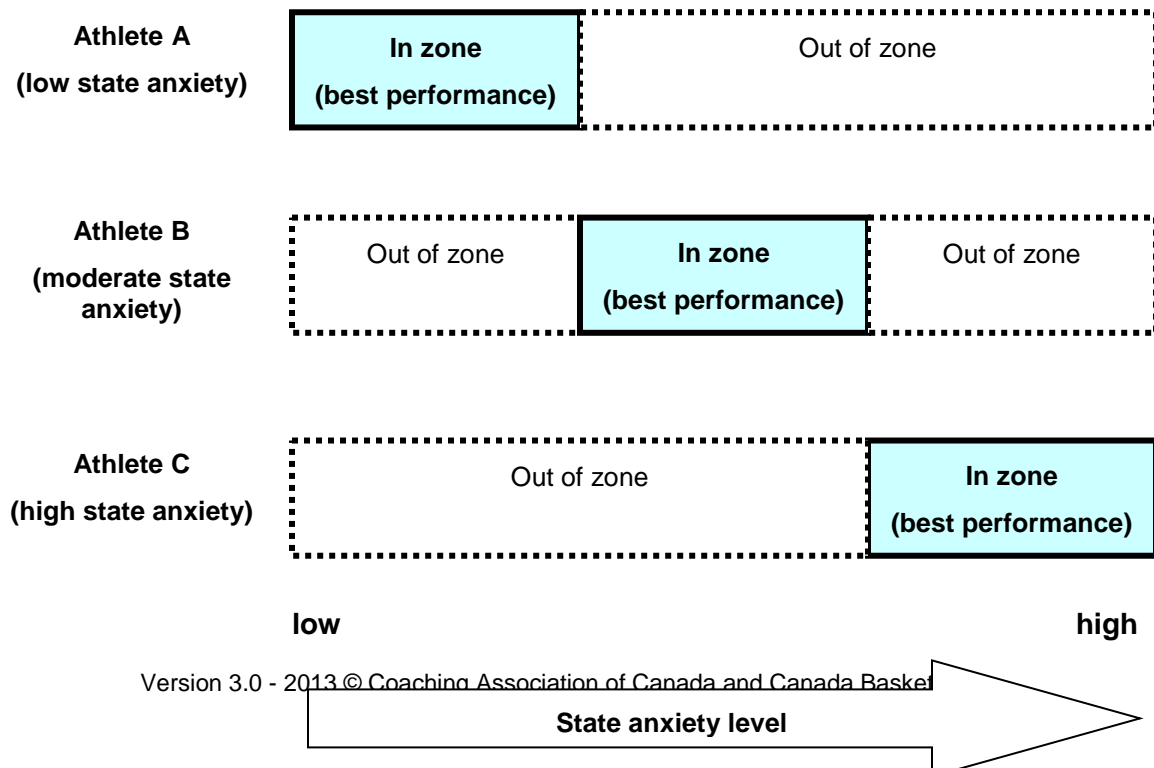 Athlete A
(low state anxiety)
In zone
(best performance)
Out of zone
Athlete B
(moderate state
anxiety)
Out of zone
In zone
(best performance)
Out of zone
Athlete C
(high state anxiety)
Out of zone
In zone
(best performance)
low
high
Version 3.0 - 2013 © Coaching Association of Canada and Canada
State anxiety level